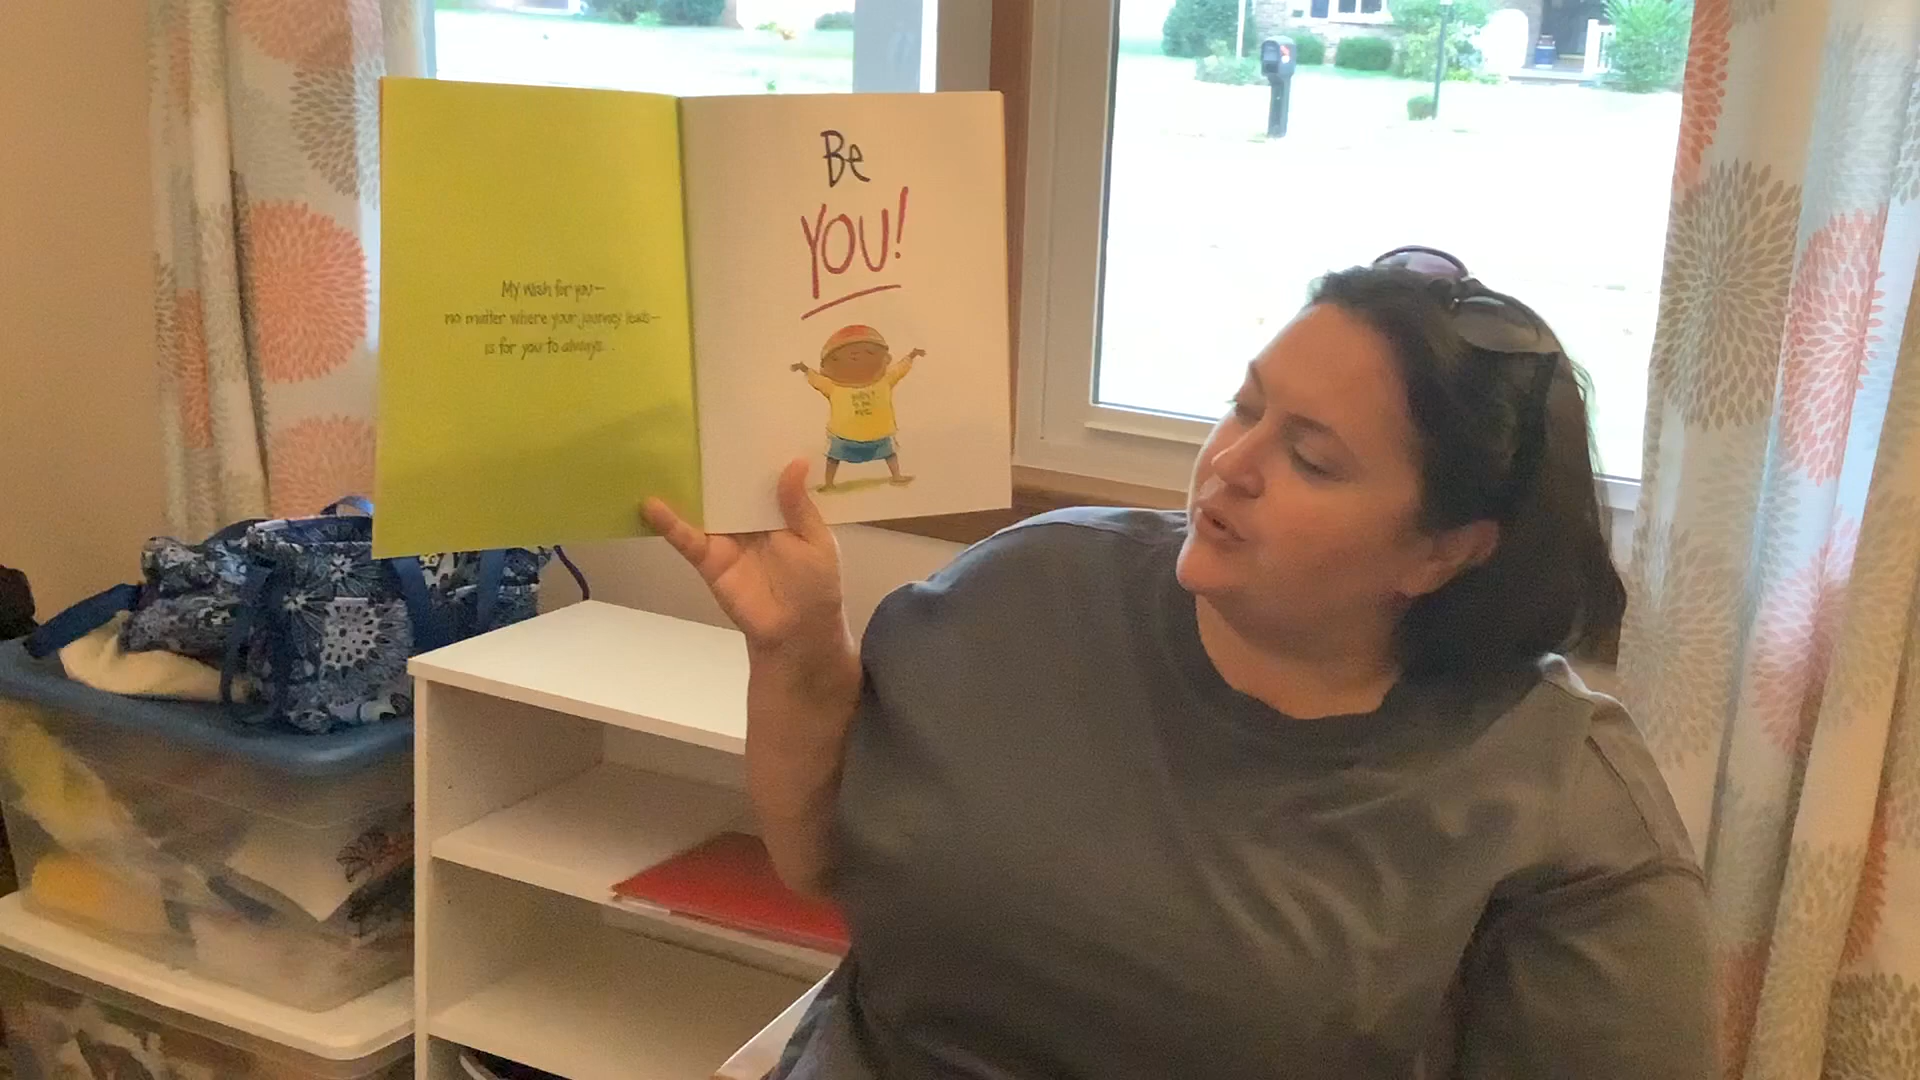 My wish for you—
no matter where your journey leads—
is for you to always...
Be
YOU!